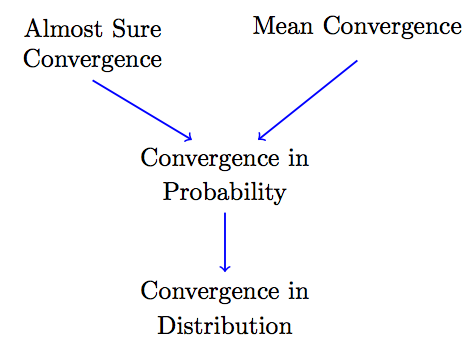 Almost Sure
Convergence
Mean Convergence
Convergence in
Probability
Convergence in
Distribution